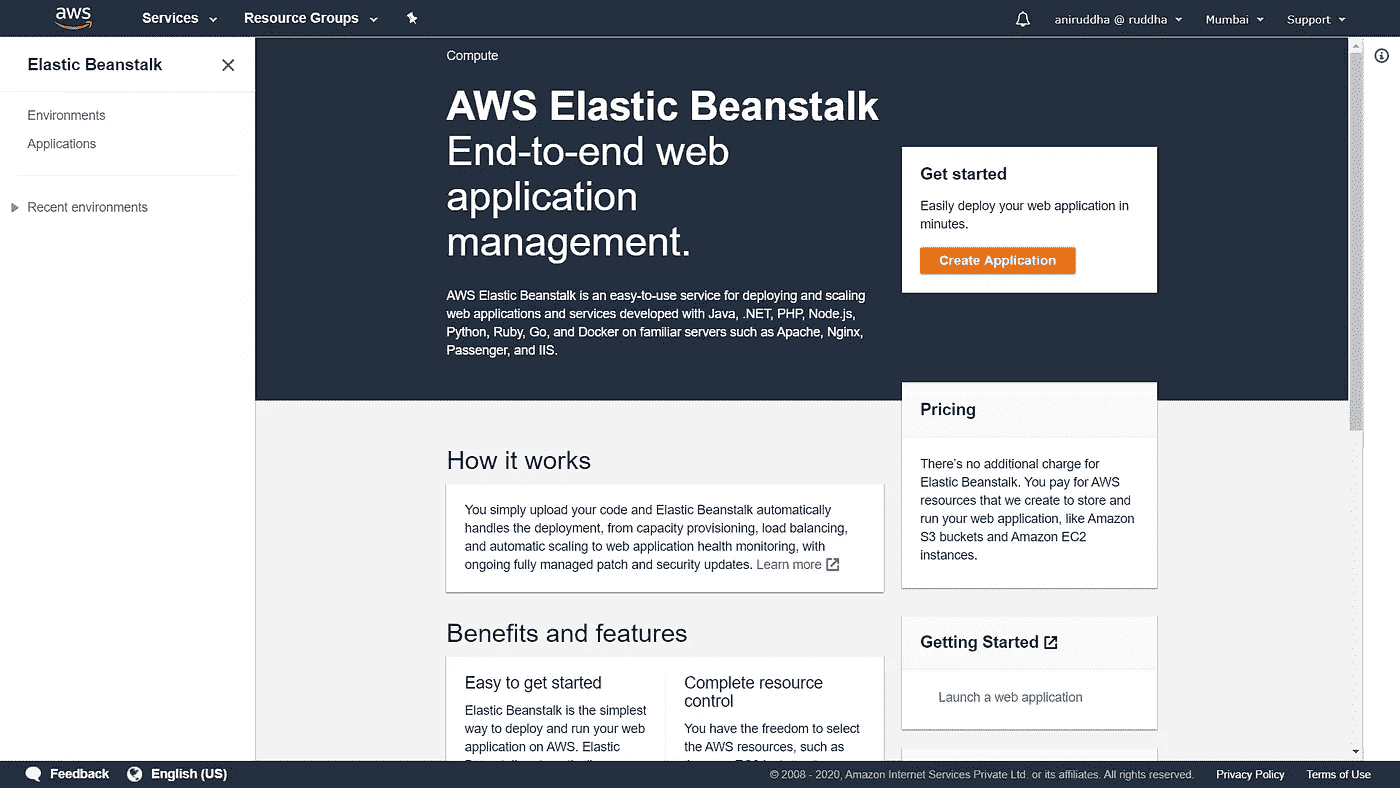 aws
Services
Resource Groups
aniruddha @ ruddha
Mumbai
Support
Elastic Beanstalk
Environments
Applications
Recent environments
Compute
AWS Elastic Beanstalk
End-to-end web
application
management.
AWS Elastic Beanstalk is an easy-to-use service for deploying and scaling
web applications and services developed with Java, .NET, PHP, Node.js,
Python, Ruby, Go, and Docker on familiar servers such as Apache, Nginx,
Passenger, and IIS.
Get started
Easily deploy your web application in
minutes.
Create Application
Pricing
There's no additional charge for
Elastic Beanstalk. You pay for AWS
resources that we create to store and
run your web application, like Amazon
S3 buckets and Amazon EC2
instances.
How it works
You simply upload your code and Elastic Beanstalk automatically
handles the deployment, from capacity provisioning, load balancing,
and automatic scaling to web application health monitoring, with
ongoing fully managed patch and security updates. Learn more
Benefits and features
Easy to get started
Elastic Beanstalk is the simplest
way to deploy and run your web
application on AWS. Elastic
Complete resource
control
You have the freedom to select
the AWS resources, such as
Getting Started
Launch a web application
Feedback
English (US)
© 2008 - 2020, Amazon Internet Services Private Ltd. or its affiliates. All rights reserved.
Privacy Policy
Terms of Use